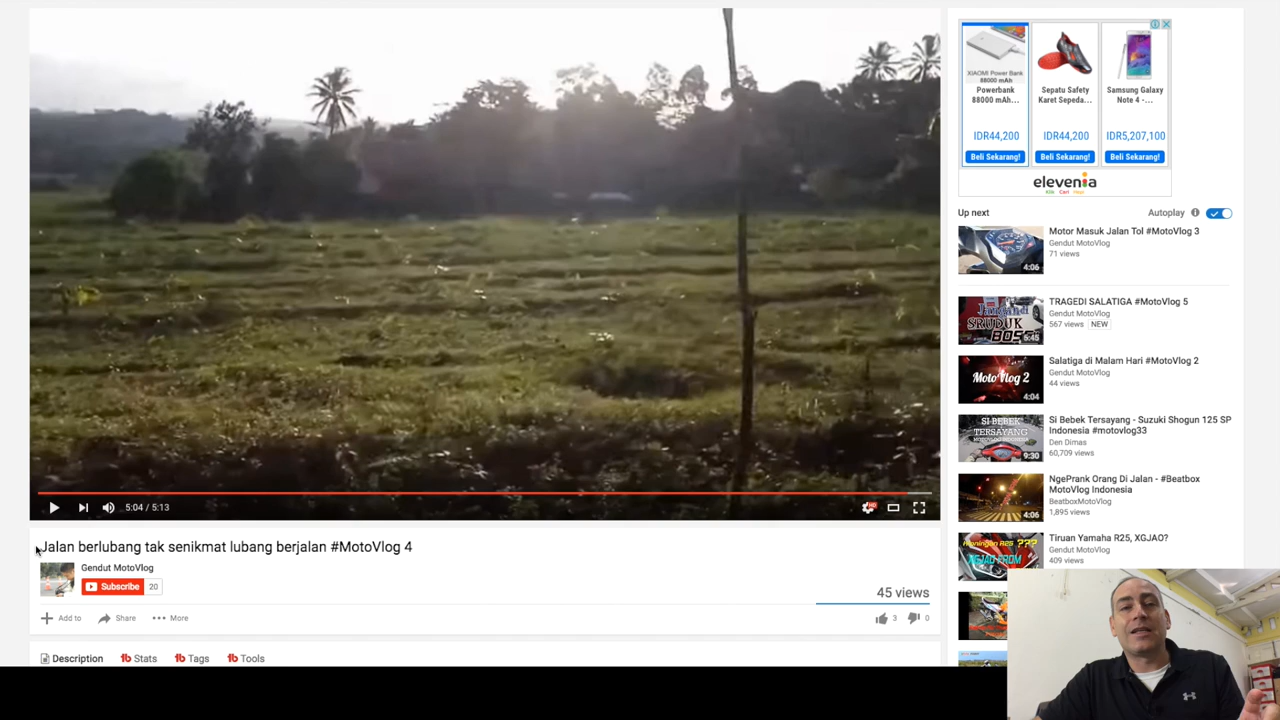 XIAOMI Power Bank
88000 mAh
Powerbank
88000 mAh...
IDR44,200
Beli Sekarang!
Sepatu Safety
Karet Sepeda...
IDR44,200
Beli Sekarang!
Samsung Galaxy
Note 4 -...
IDR5,207,100
Beli Sekarang!
elevenia
Up next
Autoplay
Motor Masuk Jalan Tol #MotoVlog 3
Gendut MotoVlog
71 views
4:06
TRAGEDI SALATIGA #MotoVlog 5
Gendut MotoVlog
567 views NEW
Jangan di
SRUDUK
BOSS
5:45
Salatiga di Malam Hari #MotoVlog 2
Gendut MotoVlog
44 views
Moto Vlog 2
4:04
Si Bebek Tersayang - Suzuki Shogun 125 SP
Indonesia #motovlog33
Den Dimas
60,709 views
SI BEBEK
TERSAYANG
MOTOVLOG INDONESIA
9:30
NgePrank Orang Di Jalan - #Beatbox
MotoVlog Indonesia
BeatboxMotoVlog
1,895 views
4:06
Tiruan Yamaha R25, XGJAO?
Gendut MotoVlog
409 views
5:04 / 5:13
HD
Jalan berlubang tak senikmat lubang berjalan #MotoVlog 4
Gendut MotoVlog
Subscribe 20
45 views
Add to Share More
3 0
Description Stats Tags Tools